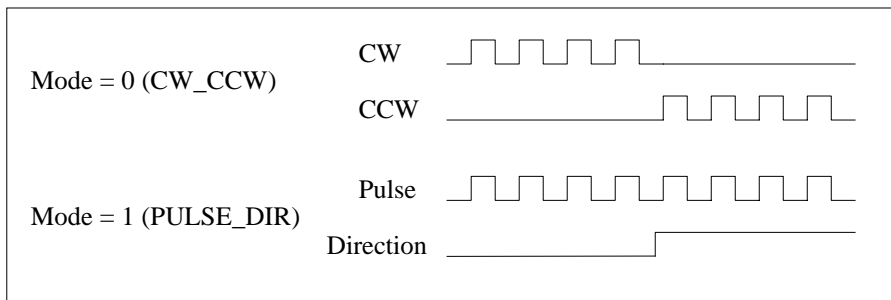 CW
Mode = 0 (CW_CCW)
CCW
Pulse
Mode = 1 (PULSE_DIR)
Direction